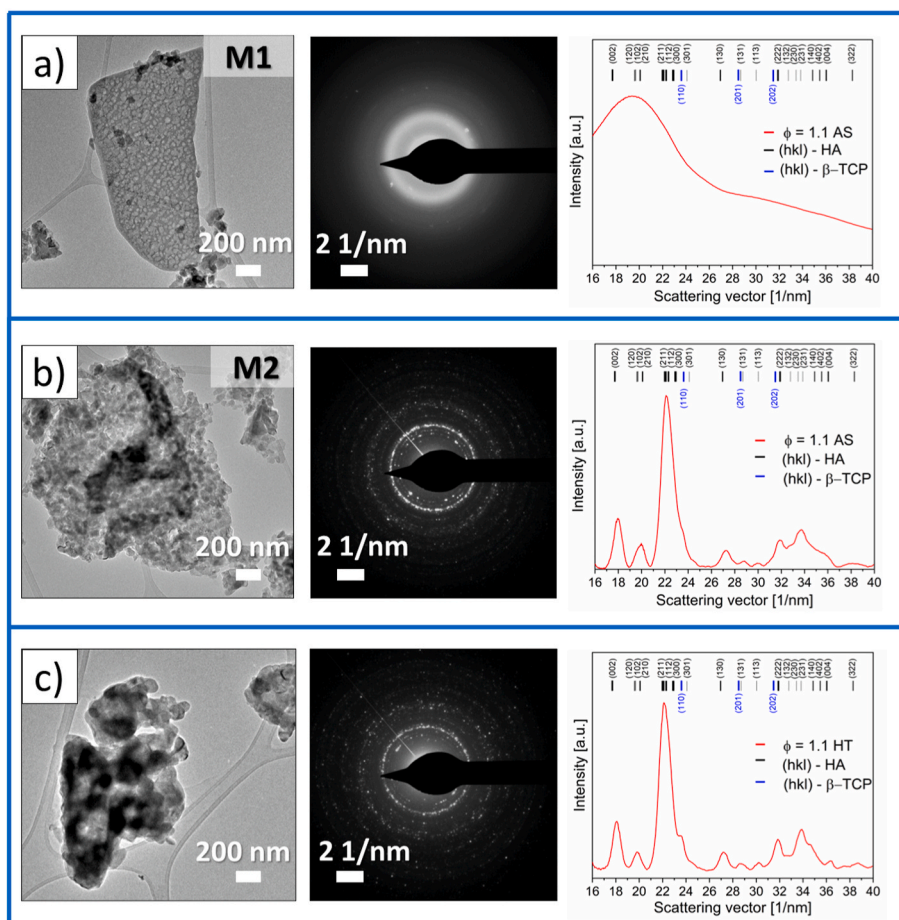 a)
M1
200 nm
2 1/nm
(002)
(120)
(102)
(210)
(211)
(112)
(300)
(301)
(130)
(131)
(113)
(222)
(132)
(230)
(231)
(140)
(402)
(004)
(322)
(110)
(201)
(202)
ϕ = 1.1 AS
(hkl) - HA
(hkl) - β–TCP
Intensity [a.u.]
16 18 20 22 24 26 28 30 32 34 36 38 40
Scattering vector [1/nm]
b)
M2
200 nm
2 1/nm
(002)
(120)
(102)
(210)
(211)
(112)
(300)
(301)
(130)
(131)
(113)
(222)
(132)
(230)
(231)
(140)
(402)
(004)
(322)
(110)
(201)
(202)
ϕ = 1.1 AS
(hkl) - HA
(hkl) - β–TCP
Intensity [a.u.]
16 18 20 22 24 26 28 30 32 34 36 38 40
Scattering vector [1/nm]
c)
200 nm
2 1/nm
(002)
(120)
(102)
(210)
(211)
(112)
(300)
(301)
(130)
(131)
(113)
(222)
(132)
(230)
(231)
(140)
(402)
(004)
(322)
(110)
(201)
(202)
ϕ = 1.1 HT
(hkl) - HA
(hkl) - β–TCP
Intensity [a.u.]
16 18 20 22 24 26 28 30 32 34 36 38 40
Scattering vector [1/nm]